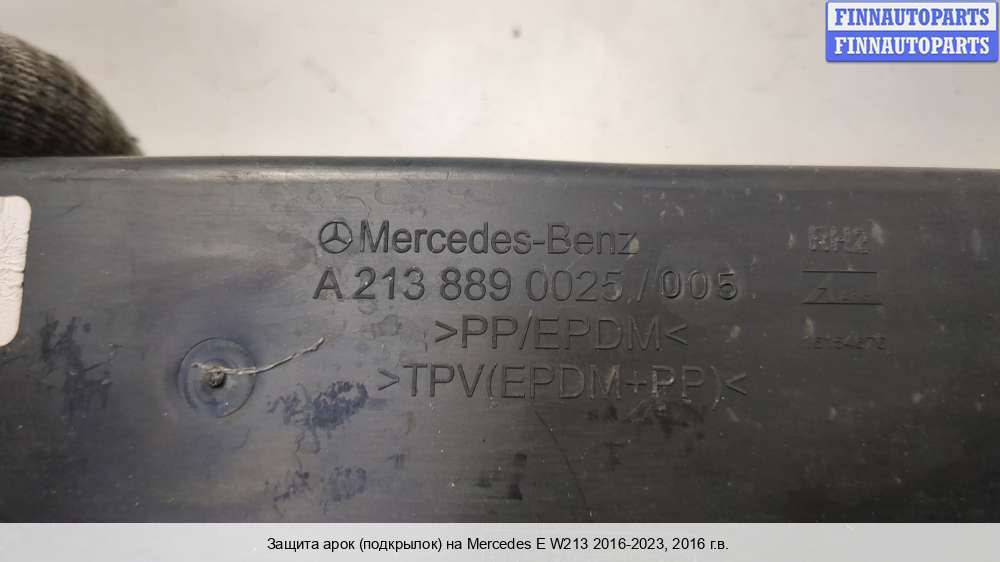 FINNAUTOPARTS
FINNAUTOPARTS
Mercedes-Benz
A 213 889 0025 / 005
>PP/EPDM<
>TPV(EPDM+PP)<
RH2
Защита арок (подкрылок) на Mercedes E W213 2016-2023, 2016 г.в.